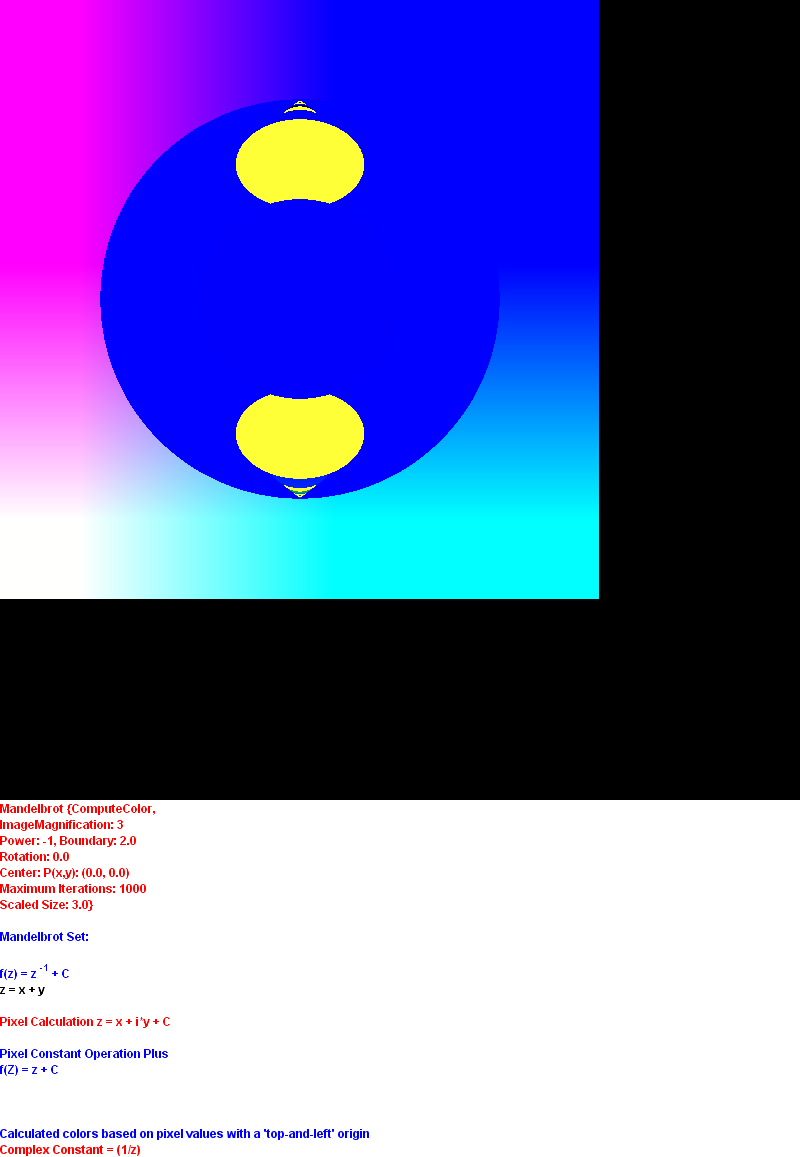 Mandelbrot {ComputeColor,
ImageMagnification: 3
Power: -1, Boundary: 2.0
Rotation: 0.0
Center: P(x,y): (0.0, 0.0)
Maximum Iterations: 1000
Scaled Size: 3.0}
Mandelbrot Set:
f(z) = z ⁻¹ + C
z = x + y
Pixel Calculation z = x + i*y + C
Pixel Constant Operation Plus
f(Z) = z + C
Calculated colors based on pixel values with a 'top-and-left' origin
Complex Constant = (1/z)